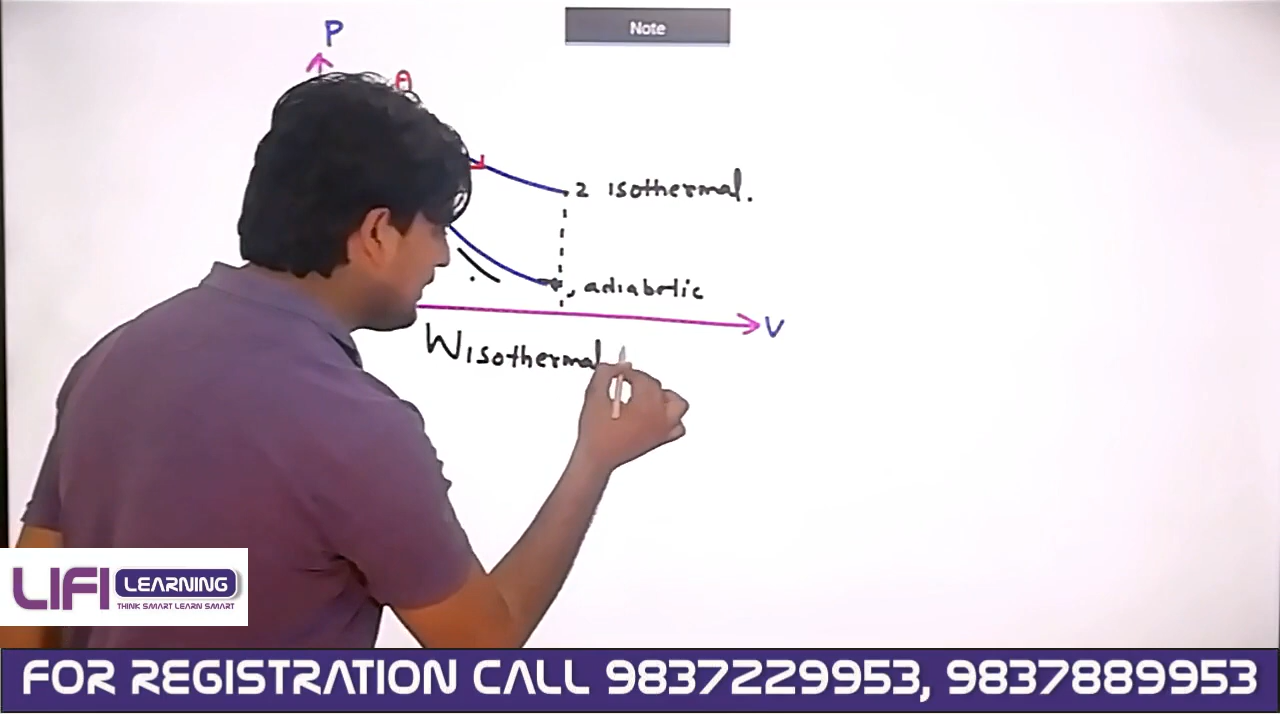 Note
P
A
2 isothermal.
, adiabatic
V
Wisothermal
LIFI LEARNING
THINK SMART LEARN SMART
FOR REGISTRATION CALL 9837229953, 9837889953